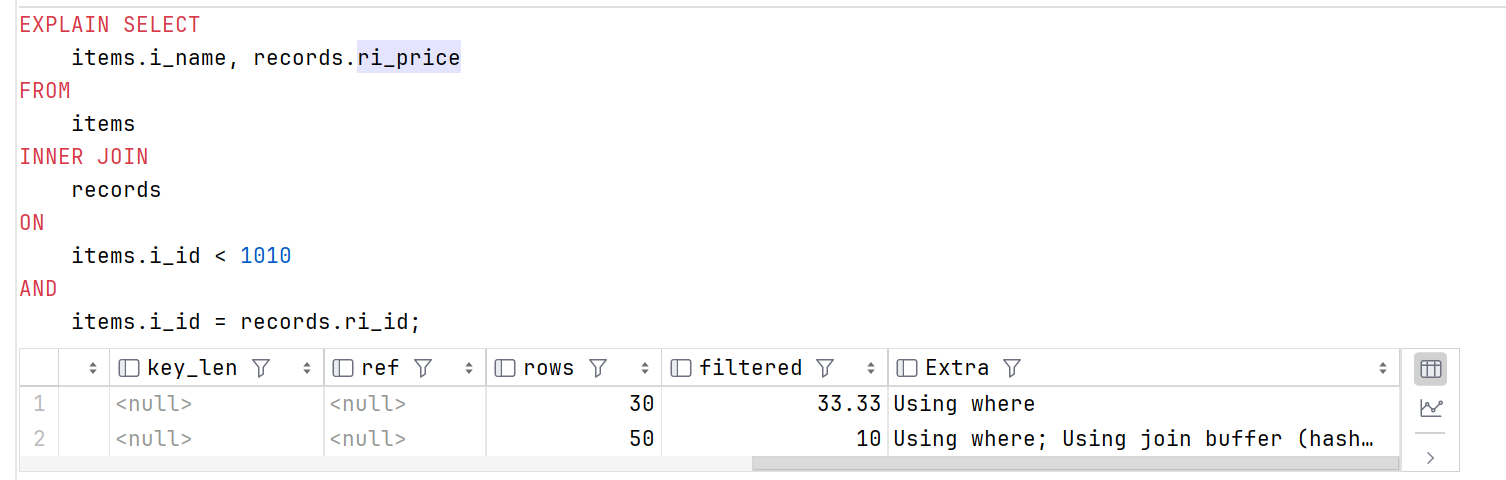 EXPLAIN SELECT
items.i_name, records.ri_price
FROM
items
INNER JOIN
records
ON
items.i_id < 1010
AND
items.i_id = records.ri_id;
key_len ref rows filtered Extra
1 <null> <null> 30 33.33 Using where
2 <null> <null> 50 10 Using where; Using join buffer (hash…